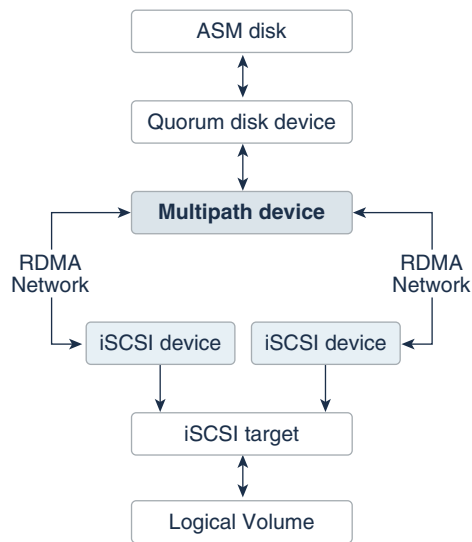 ASM disk
Quorum disk device
Multipath device
RDMA
Network
RDMA
Network
iSCSI device
iSCSI device
iSCSI target
Logical Volume